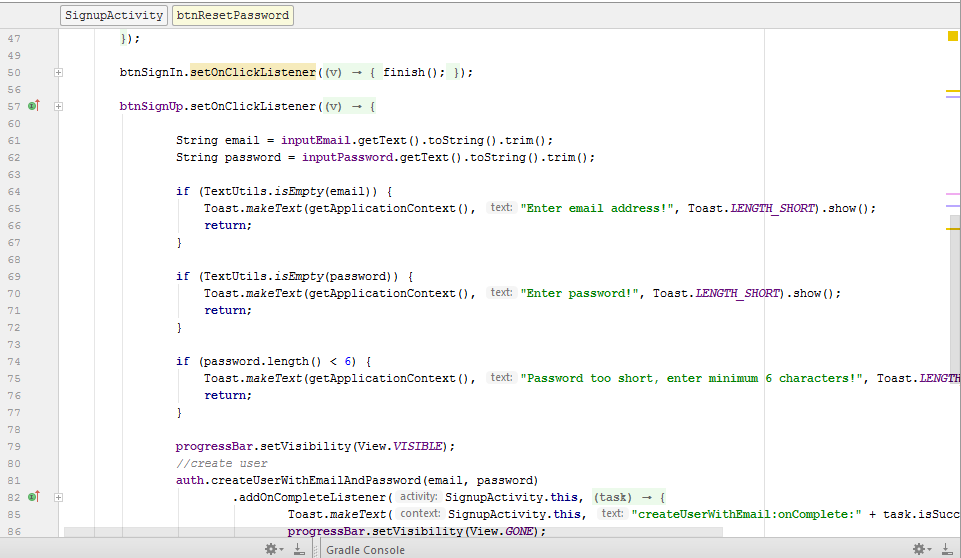 SignupActivity btnResetPassword
47 });
49
50 btnSignIn.setOnClickListener((v) → { finish(); });
56
57 btnSignUp.setOnClickListener((v) → {
60
61 String email = inputEmail.getText().toString().trim();
62 String password = inputPassword.getText().toString().trim();
63
64 if (TextUtils.isEmpty(email)) {
65 Toast.makeText(getApplicationContext(), text: "Enter email address!", Toast.LENGTH_SHORT).show();
66 return;
67 }
68
69 if (TextUtils.isEmpty(password)) {
70 Toast.makeText(getApplicationContext(), text: "Enter password!", Toast.LENGTH_SHORT).show();
71 return;
72 }
73
74 if (password.length() < 6) {
75 Toast.makeText(getApplicationContext(), text: "Password too short, enter minimum 6 characters!", Toast.LENGTH
76 return;
77 }
78
79 progressBar.setVisibility(View.VISIBLE);
80 //create user
81 auth.createUserWithEmailAndPassword(email, password)
82 .addOnCompleteListener( activity: SignupActivity.this, (task) → {
85 Toast.makeText( context: SignupActivity.this, text: "createUserWithEmail:onComplete:" + task.isSucc
86 progressBar.setVisibility(View.GONE);
Gradle Console